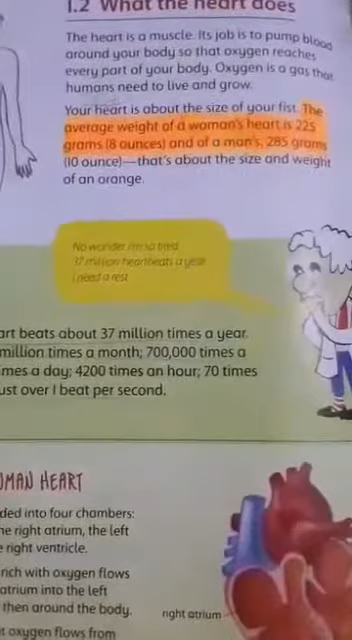 1.2 What the heart does
The heart is a muscle. Its job is to pump blood
around your body so that oxygen reaches
every part of your body. Oxygen is a gas that
humans need to live and grow.
Your heart is about the size of your fist. The
average weight of a woman's heart is 225
grams (8 ounces) and of a man's, 285 grams
(10 ounce)—that's about the size and weight
of an orange.
No wonder I'm so tired.
37 million heartbeats a year
I need a rest
art beats about 37 million times a year.
million times a month; 700,000 times a
mes a day; 4200 times an hour; 70 times
ust over 1 beat per second.
UMAN HEART
ded into four chambers:
he right atrium, the left
e right ventricle.
rich with oxygen flows
atrium into the left
then around the body.
right atrium
t oxygen flows from